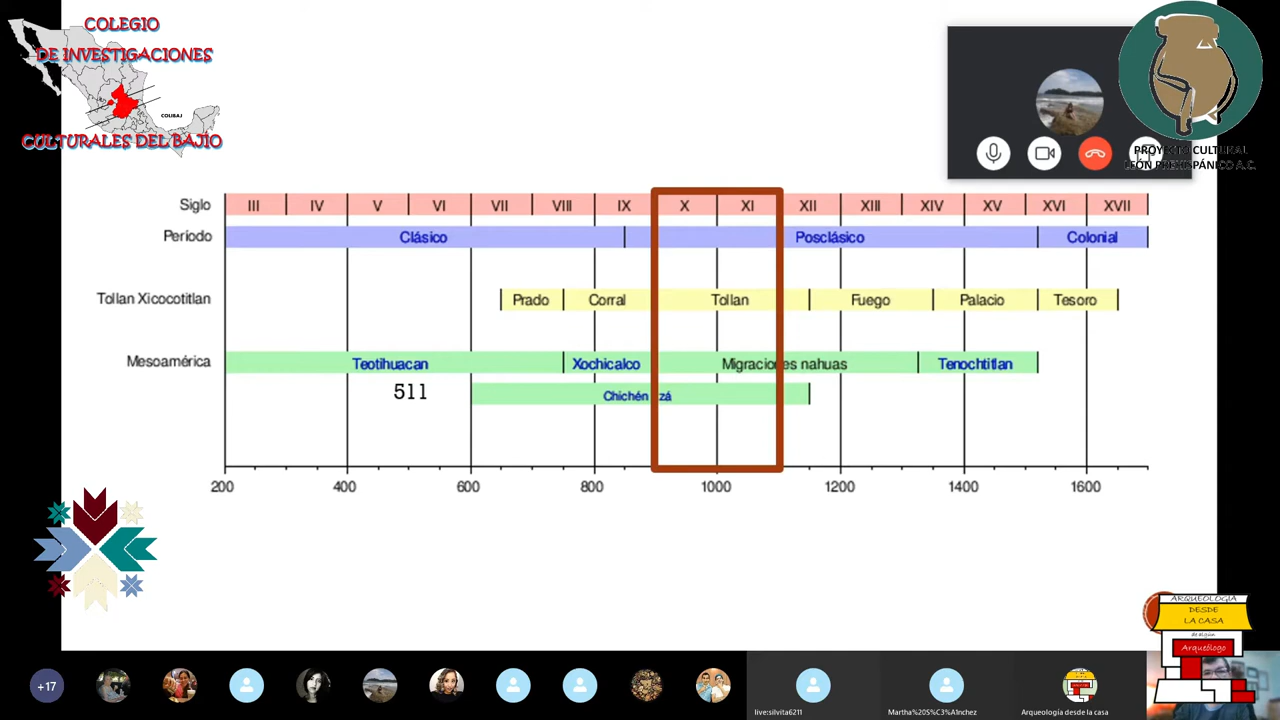 COLEGIO
DE INVESTIGACIONES
CULTURALES DEL BAJÍO
COLIBAJ
PROYECTO CULTURAL
LEÓN PREHISPÁNICO A.C.
Siglo III IV V VI VII VIII IX X XI XII XIII XIV XV XVI XVII
Período Clásico Posclásico Colonial
Tollan Xicocotitlan Prado Corral Tollan Fuego Palacio Tesoro
Mesoamérica Teotihuacan Xochicalco Migraciones nahuas Tenochtitlan
511 Chichén zá
200 400 600 800 1000 1200 1400 1600
ARQUEOLOGÍA
DESDE
LA CASA
de algún
Arqueólogo
+17
live:silvita6211
Martha%20S%C3%A1nchez
Arqueología desde la casa